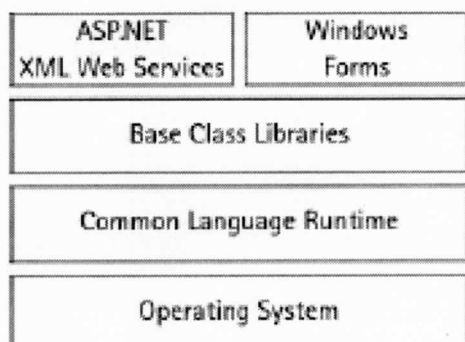 ASP.NET
XML Web Services
Windows
Forms
Base Class Libraries
Common Language Runtime
Operating System